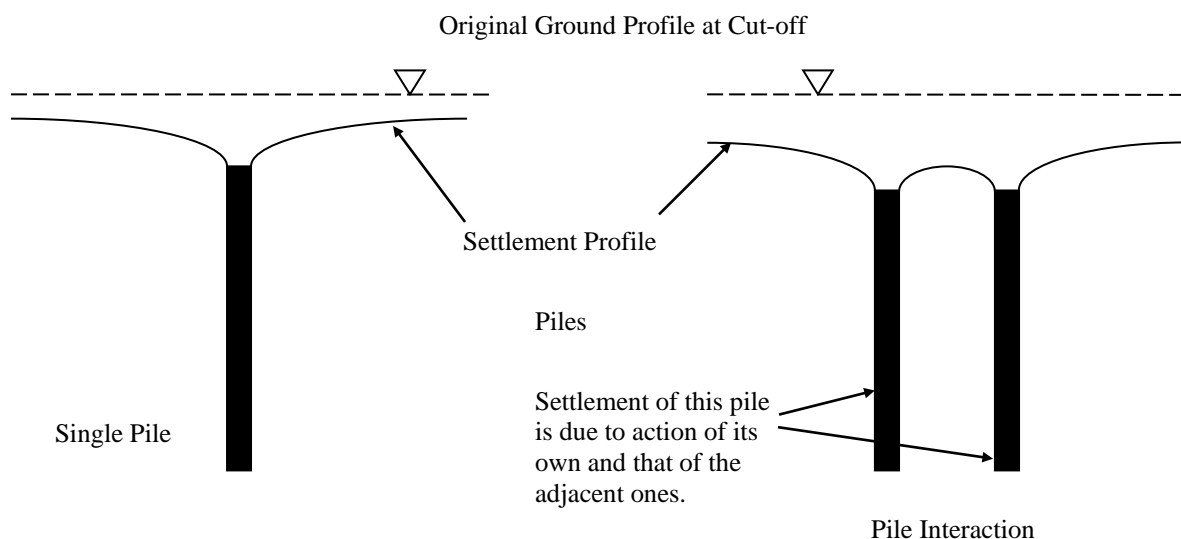 Original Ground Profile at Cut-off
Settlement Profile
Piles
Settlement of this pile
is due to action of its
own and that of the
adjacent ones.
Single Pile
Pile Interaction